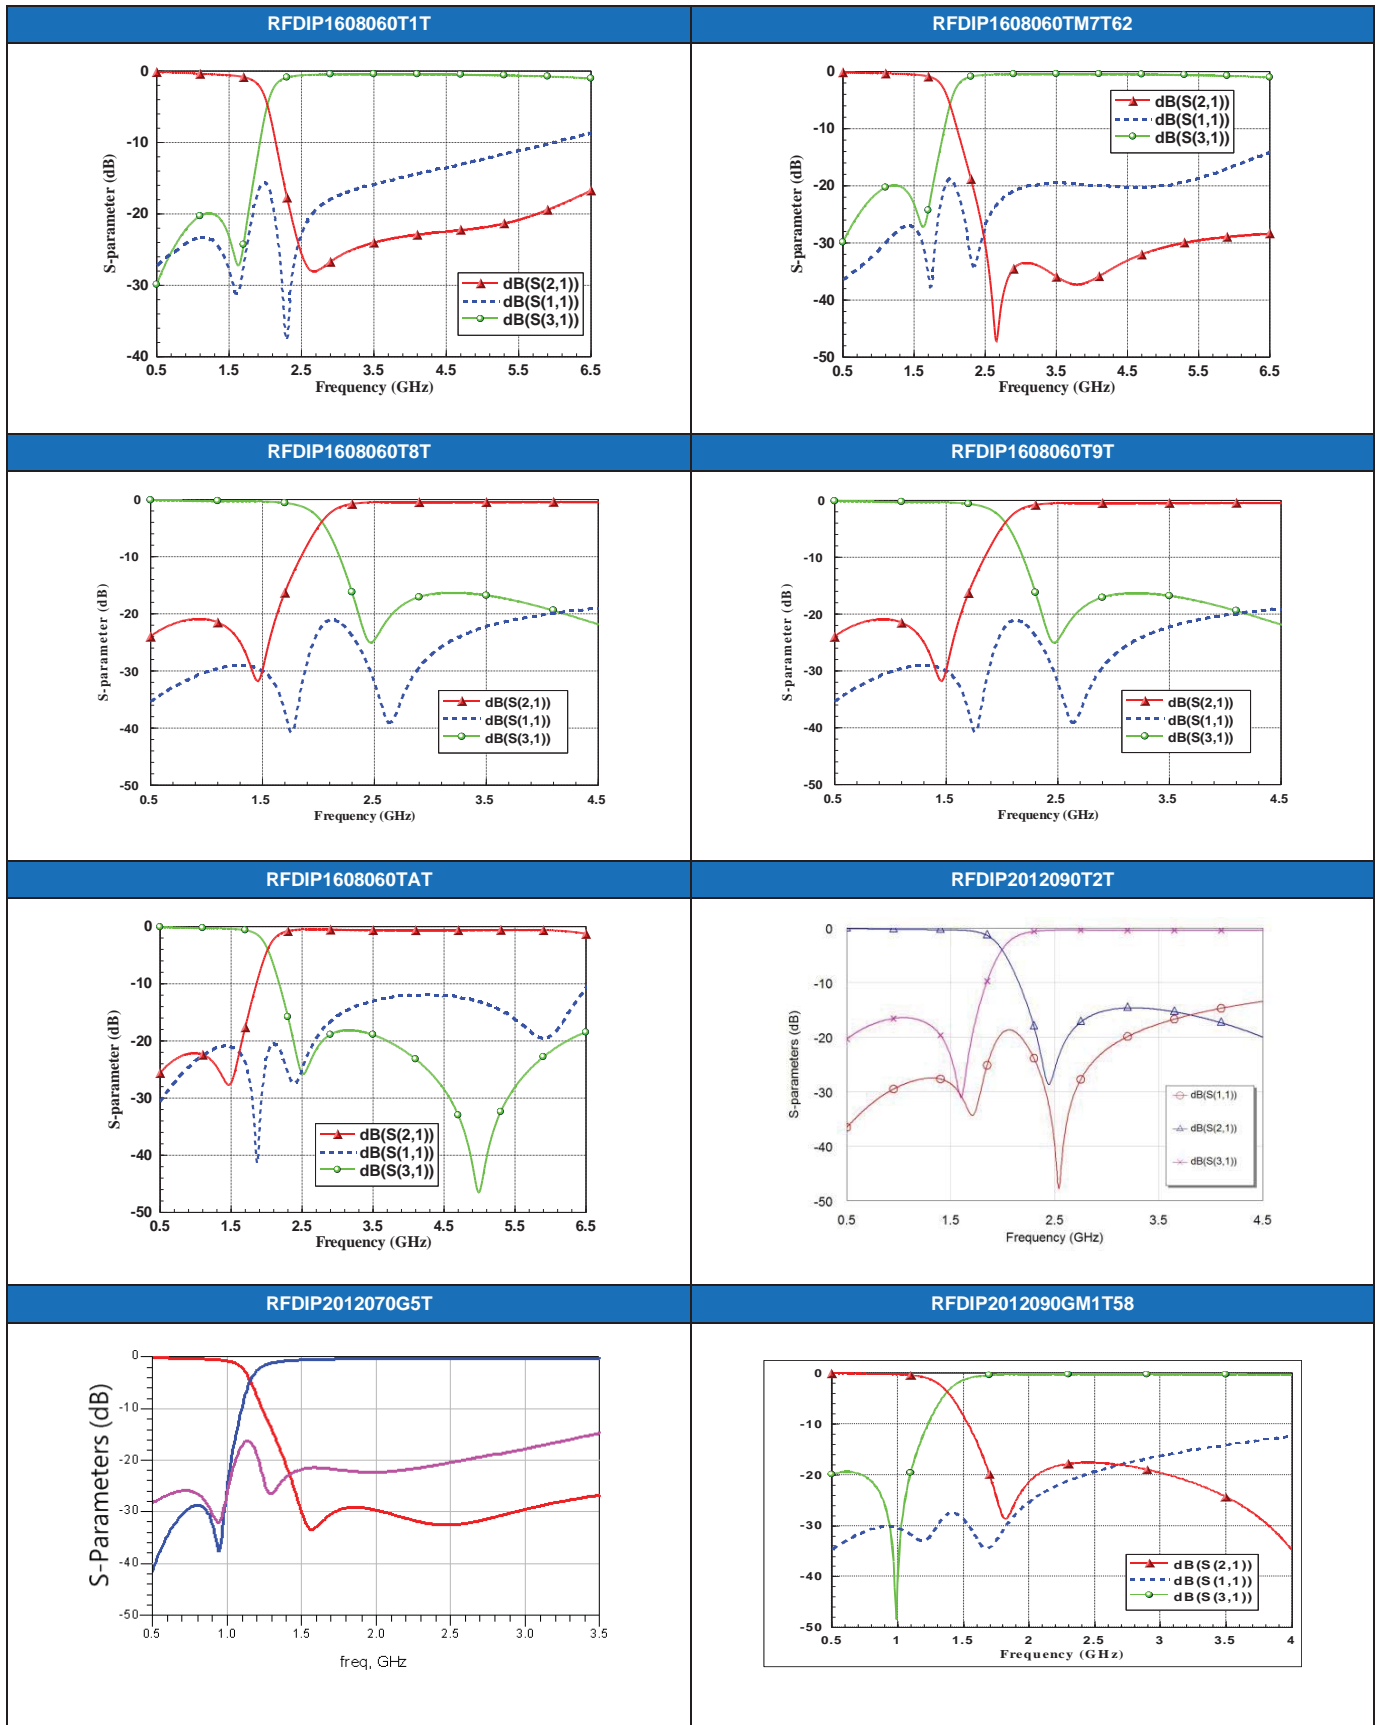 RFDIP1608060T1T
0
-10
-20
-30
-40
S-parameter (dB)
dB(S(2,1))
dB(S(1,1))
dB(S(3,1))
0.5 1.5 2.5 3.5 4.5 5.5 6.5
Frequency (GHz)
RFDIP1608060TM7T62
0
-10
-20
-30
-40
-50
S-parameter (dB)
dB(S(2,1))
dB(S(1,1))
dB(S(3,1))
0.5 1.5 2.5 3.5 4.5 5.5 6.5
Frequency (GHz)
RFDIP1608060T8T
0
-10
-20
-30
-40
-50
S-parameter (dB)
dB(S(2,1))
dB(S(1,1))
dB(S(3,1))
0.5 1.5 2.5 3.5 4.5
Frequency (GHz)
RFDIP1608060T9T
0
-10
-20
-30
-40
-50
S-parameter (dB)
dB(S(2,1))
dB(S(1,1))
dB(S(3,1))
0.5 1.5 2.5 3.5 4.5
Frequency (GHz)
RFDIP1608060TAT
0
-10
-20
-30
-40
-50
S-parameter (dB)
dB(S(2,1))
dB(S(1,1))
dB(S(3,1))
0.5 1.5 2.5 3.5 4.5 5.5 6.5
Frequency (GHz)
RFDIP2012090T2T
0
-10
-20
-30
-40
-50
S-parameters (dB)
dB(S(1,1))
dB(S(2,1))
dB(S(3,1))
0.5 1.5 2.5 3.5 4.5
Frequency (GHz)
RFDIP2012070G5T
0
-10
-20
-30
-40
-50
S-Parameters (dB)
0.5 1.0 1.5 2.0 2.5 3.0 3.5
freq, GHz
RFDIP2012090GM1T58
0
-10
-20
-30
-40
-50
S-parameter (dB)
dB(S(2,1))
dB(S(1,1))
dB(S(3,1))
0.5 1 1.5 2 2.5 3 3.5 4
Frequency (GHz)